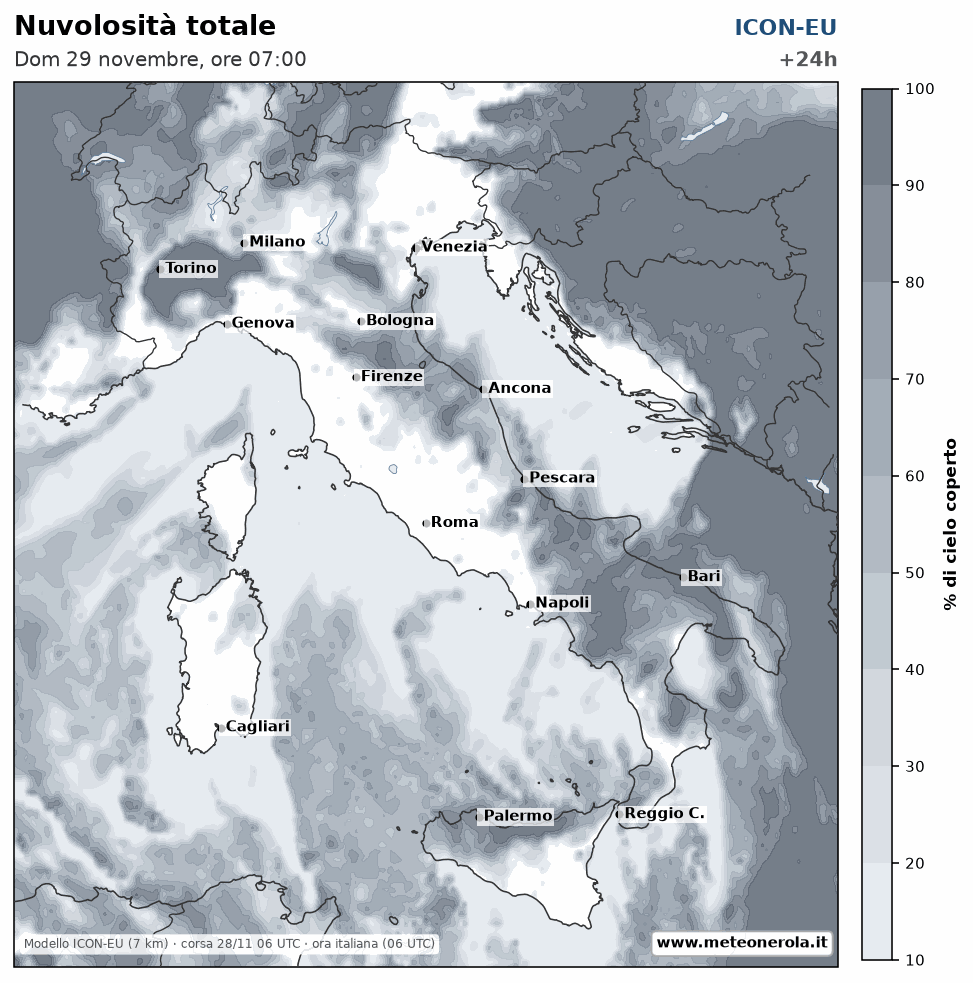 Nuvolosità totale
ICON-EU
Dom 29 novembre, ore 07:00
+24h
100
90
80
70
60
50
40
30
20
10
% di cielo coperto
Milano
Venezia
Torino
Genova
Bologna
Firenze
Ancona
Pescara
Roma
Bari
Napoli
Cagliari
Palermo
Reggio C.
Modello ICON-EU (7 km) · corsa 28/11 06 UTC · ora italiana (06 UTC)
www.meteonerola.it